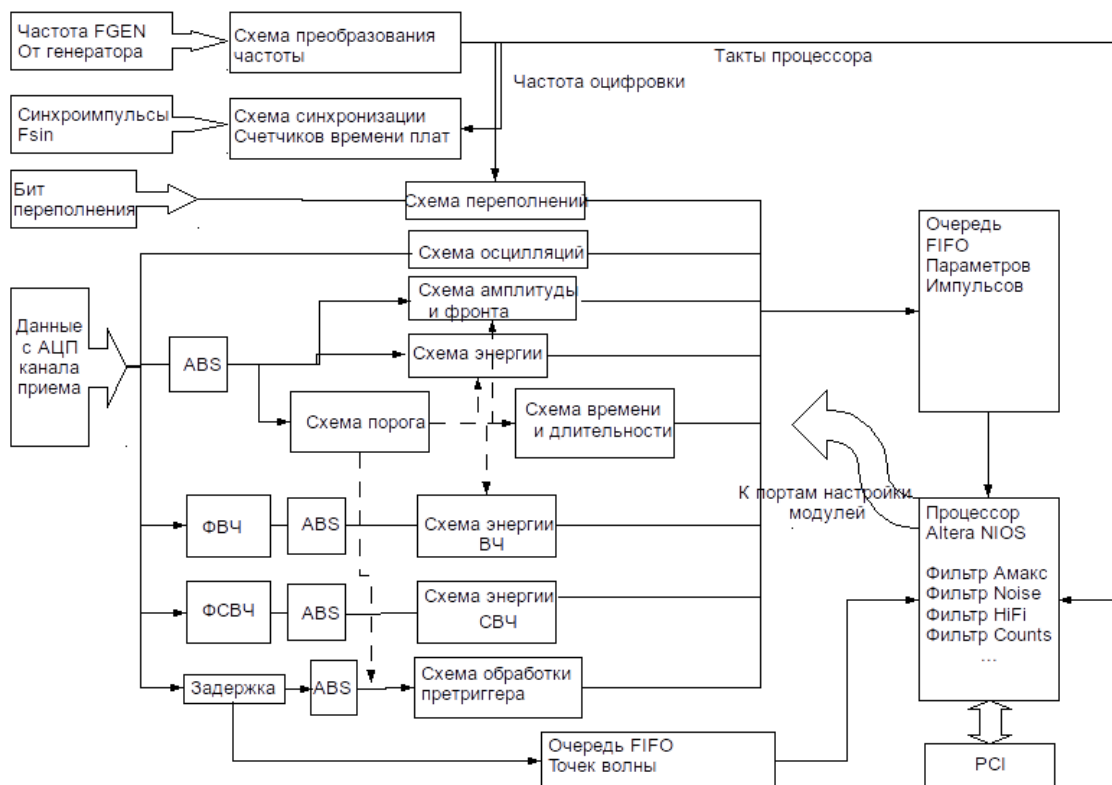 Частота FGEN
От генератора
Схема преобразования
частоты
Такты процессора
Частота оцифровки
Синхроимпульсы
Fsin
Схема синхронизации
Счетчиков времени плат
Бит
переполнения
Схема переполнений
Очередь
FIFO
Параметров
Импульсов
Схема осцилляций
Схема амплитуды
и фронта
Данные
с АЦП
канала
приема
ABS
Схема энергии
Схема порога
Схема времени
и длительности
К портам настройки
модулей
Процессор
Altera NIOS
Фильтр Амакс
Фильтр Noise
Фильтр HiFi
Фильтр Counts
...
ФВЧ
ABS
Схема энергии
ВЧ
ФСВЧ
ABS
Схема энергии
СВЧ
Задержка
ABS
Схема обработки
претриггера
Очередь FIFO
Точек волны
PCI